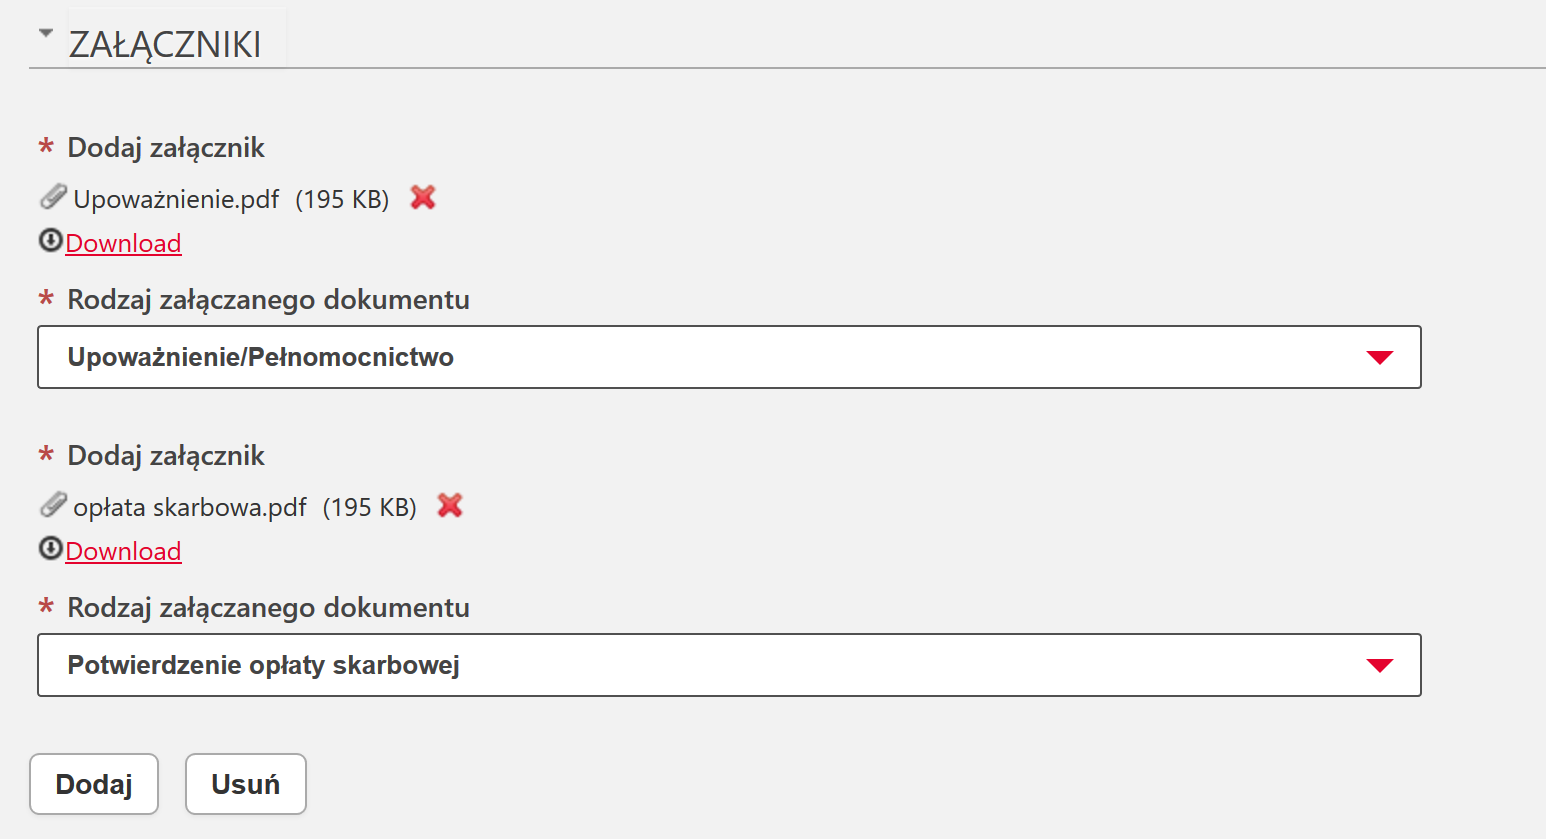 ZAŁĄCZNIKI
* Dodaj załącznik
Upoważnienie.pdf (195 KB)
Download
* Rodzaj załączanego dokumentu
Upoważnienie/Pełnomocnictwo
* Dodaj załącznik
opłata skarbowa.pdf (195 KB)
Download
* Rodzaj załączanego dokumentu
Potwierdzenie opłaty skarbowej
Dodaj Usuń